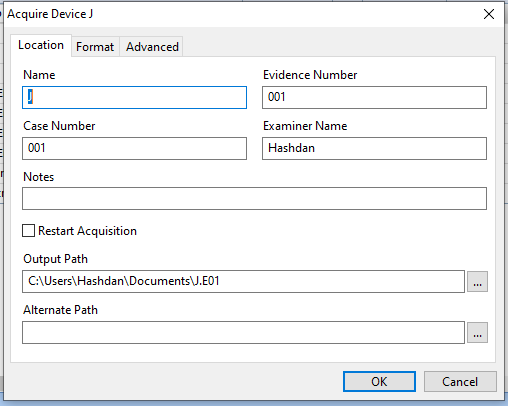 Acquire Device J
Location Format Advanced
Name Evidence Number
J 001
Case Number Examiner Name
001 Hashdan
Notes
Restart Acquisition
Output Path
C:\Users\Hashdan\Documents\J.E01 ...
Alternate Path
...
OK Cancel